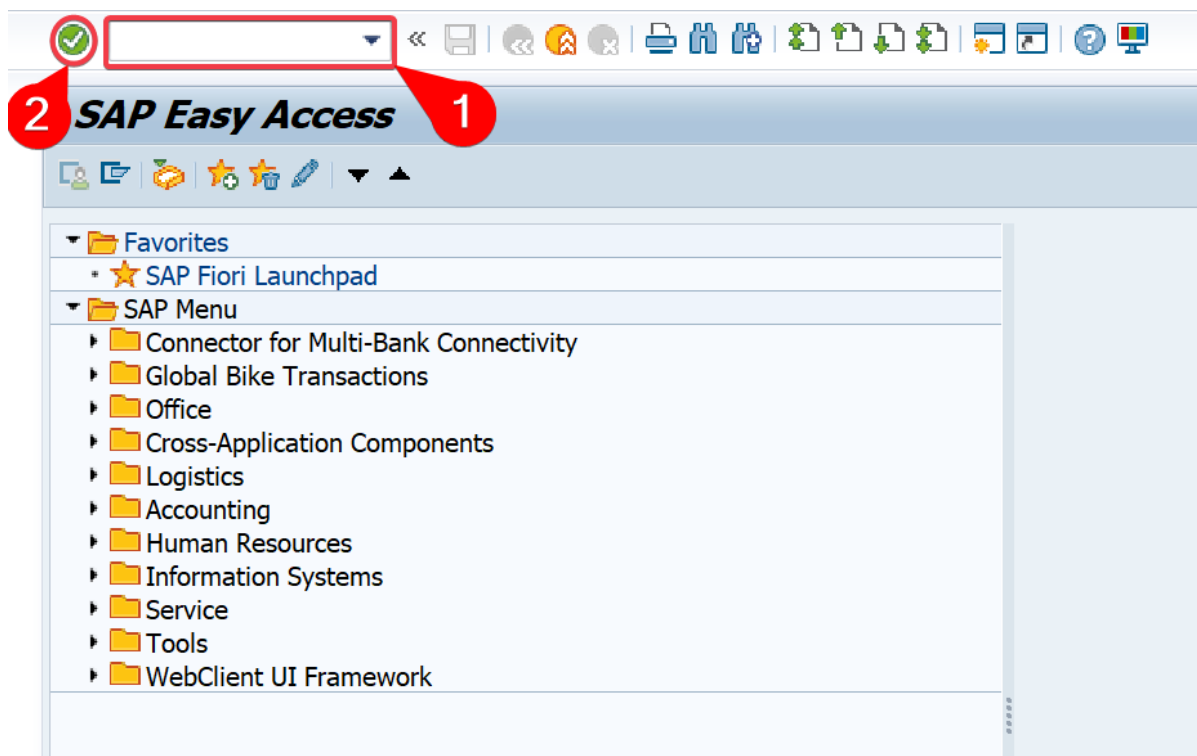 2
SAP Easy Access
1
Favorites
SAP Fiori Launchpad
SAP Menu
Connector for Multi-Bank Connectivity
Global Bike Transactions
Office
Cross-Application Components
Logistics
Accounting
Human Resources
Information Systems
Service
Tools
WebClient UI Framework